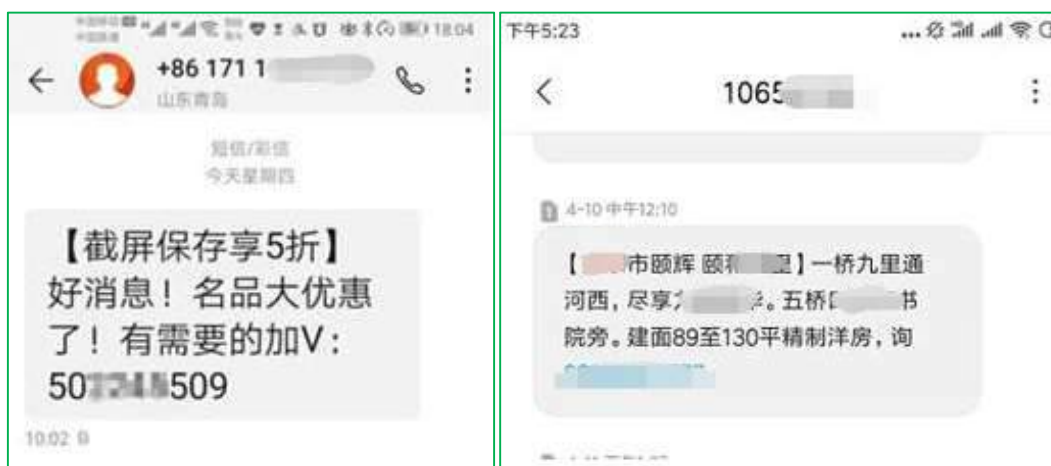 18:04
+86 171 1
山东青岛
短信/彩信
今天星期四
【截屏保存享5折】
好消息！名品大优惠
了！有需要的加V：
50 509
10:02
下午5:23
1065
4-10 中午12:10
【 市颐辉 颐 里】一桥九里通
河西，尽享 。五桥 书
院旁。建面89至130平精制洋房，询